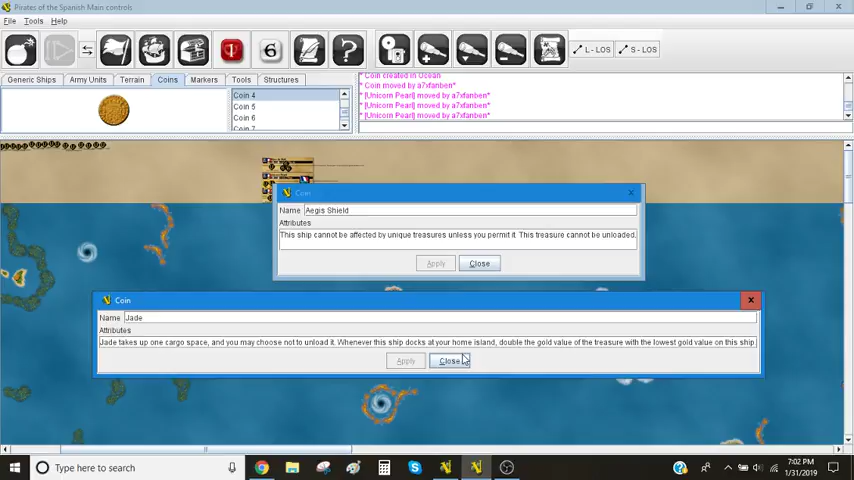 Pirates of the Spanish Main controls
File Tools Help
L - LOS
S - LOS
Generic Ships Army Units Terrain Coins Markers Tools Structures
* Coin created in Ocean
* Coin moved by a7xfanben*
* [Unicorn Pearl] moved by a7xfanben*
* [Unicorn Pearl] moved by a7xfanben*
* [Unicorn Pearl] moved by a7xfanben*
Coin 4
Coin 5
Coin 6
Coin 7
Coin
Name Aegis Shield
Attributes
This ship cannot be affected by unique treasures unless you permit it. This treasure cannot be unloaded.
Apply Close
Coin
Name Jade
Attributes
Jade takes up one cargo space, and you may choose not to unload it. Whenever this ship docks at your home island, double the gold value of the treasure with the lowest gold value on this ship
Apply Close
Type here to search
7:02 PM
1/31/2019